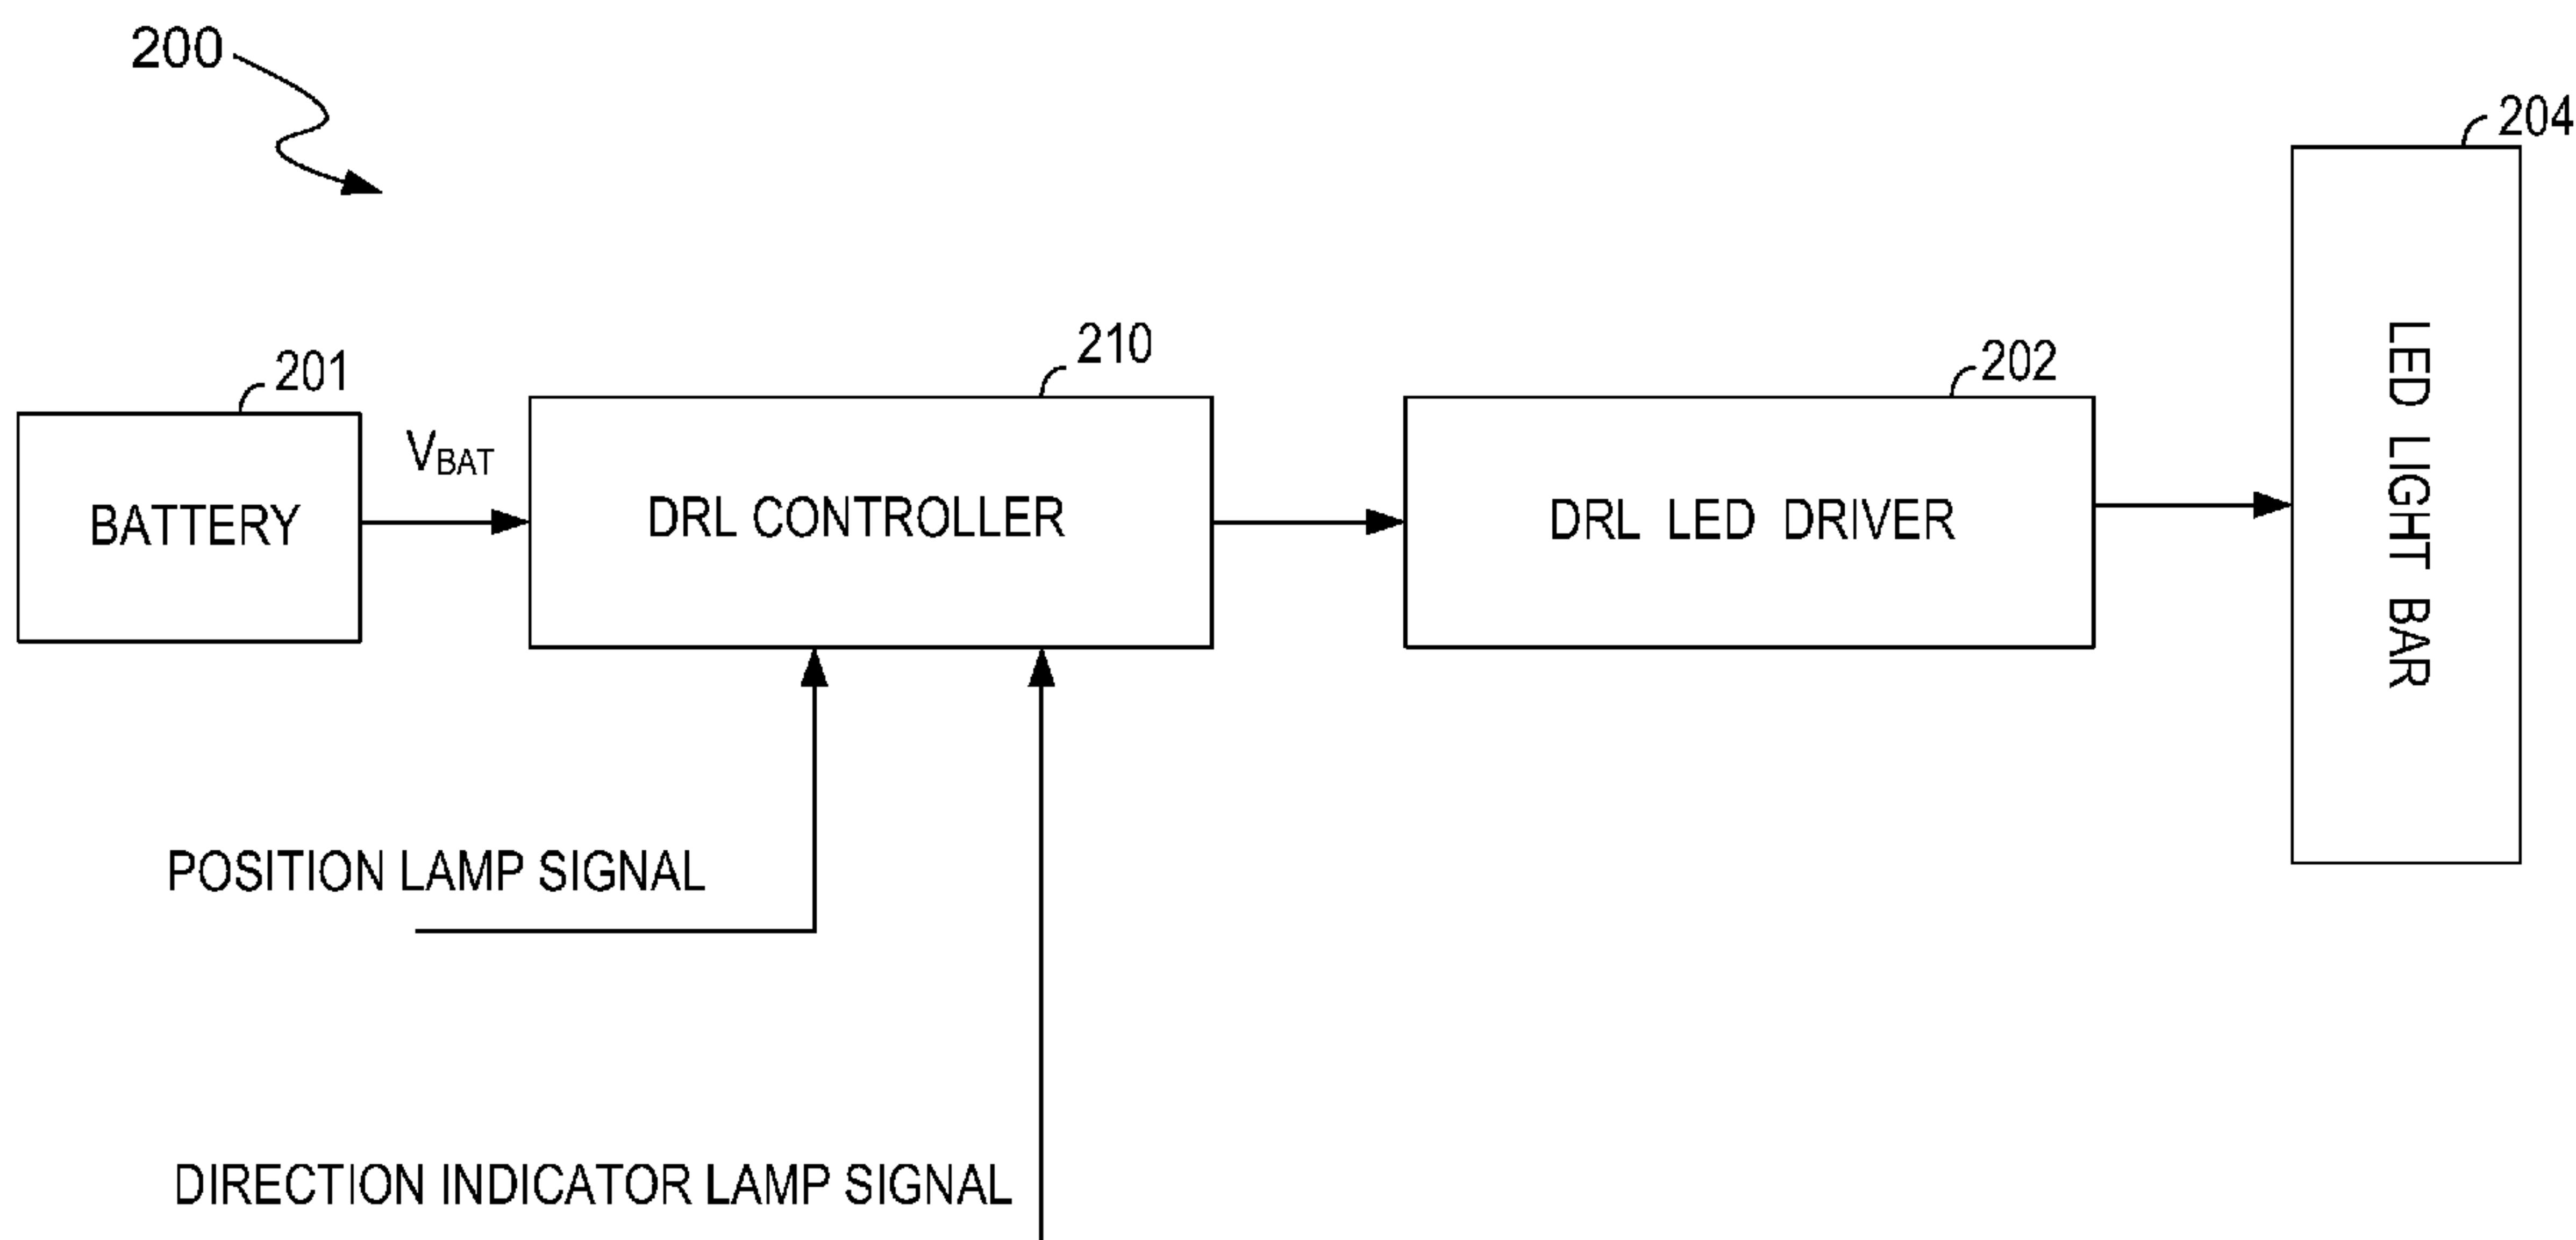 200
204
210
202
201
V_BAT
BATTERY
DRL CONTROLLER
DRL LED DRIVER
LED LIGHT BAR
POSITION LAMP SIGNAL
DIRECTION INDICATOR LAMP SIGNAL